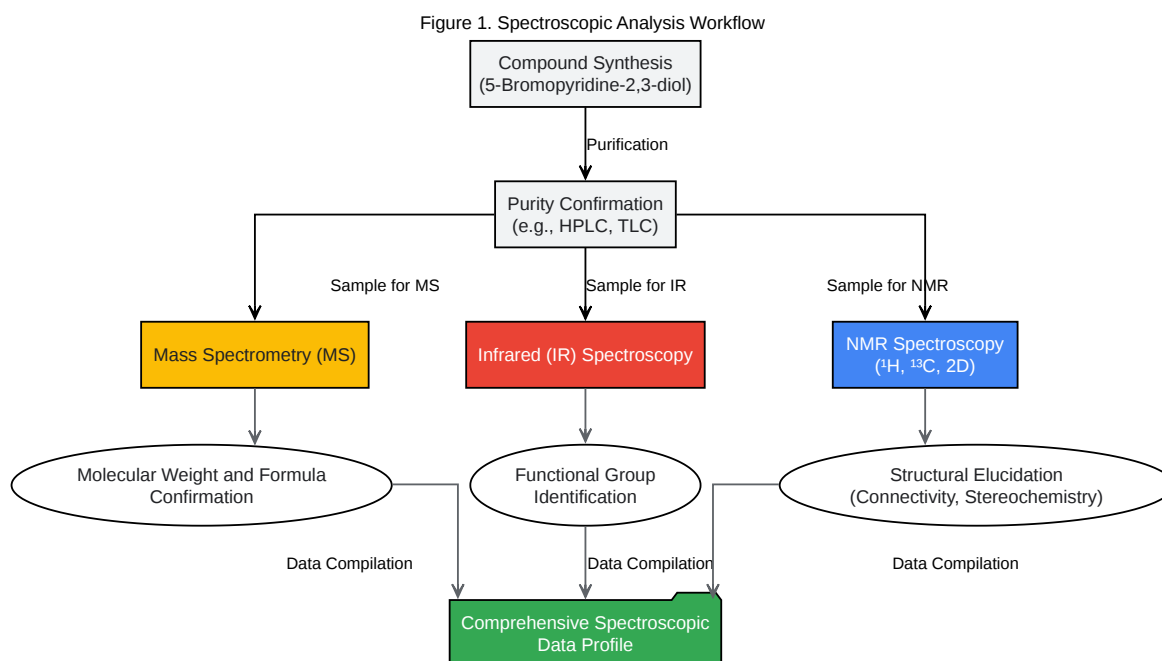 Figure 1. Spectroscopic Analysis Workflow
Compound Synthesis
(5-Bromopyridine-2,3-diol)
Purification
Purity Confirmation
(e.g., HPLC, TLC)
Sample for MS
Sample for IR
Sample for NMR
Mass Spectrometry (MS)
Infrared (IR) Spectroscopy
NMR Spectroscopy
(¹H, ¹³C, 2D)
Molecular Weight and Formula
Confirmation
Functional Group
Identification
Structural Elucidation
(Connectivity, Stereochemistry)
Data Compilation
Data Compilation
Data Compilation
Comprehensive Spectroscopic
Data Profile